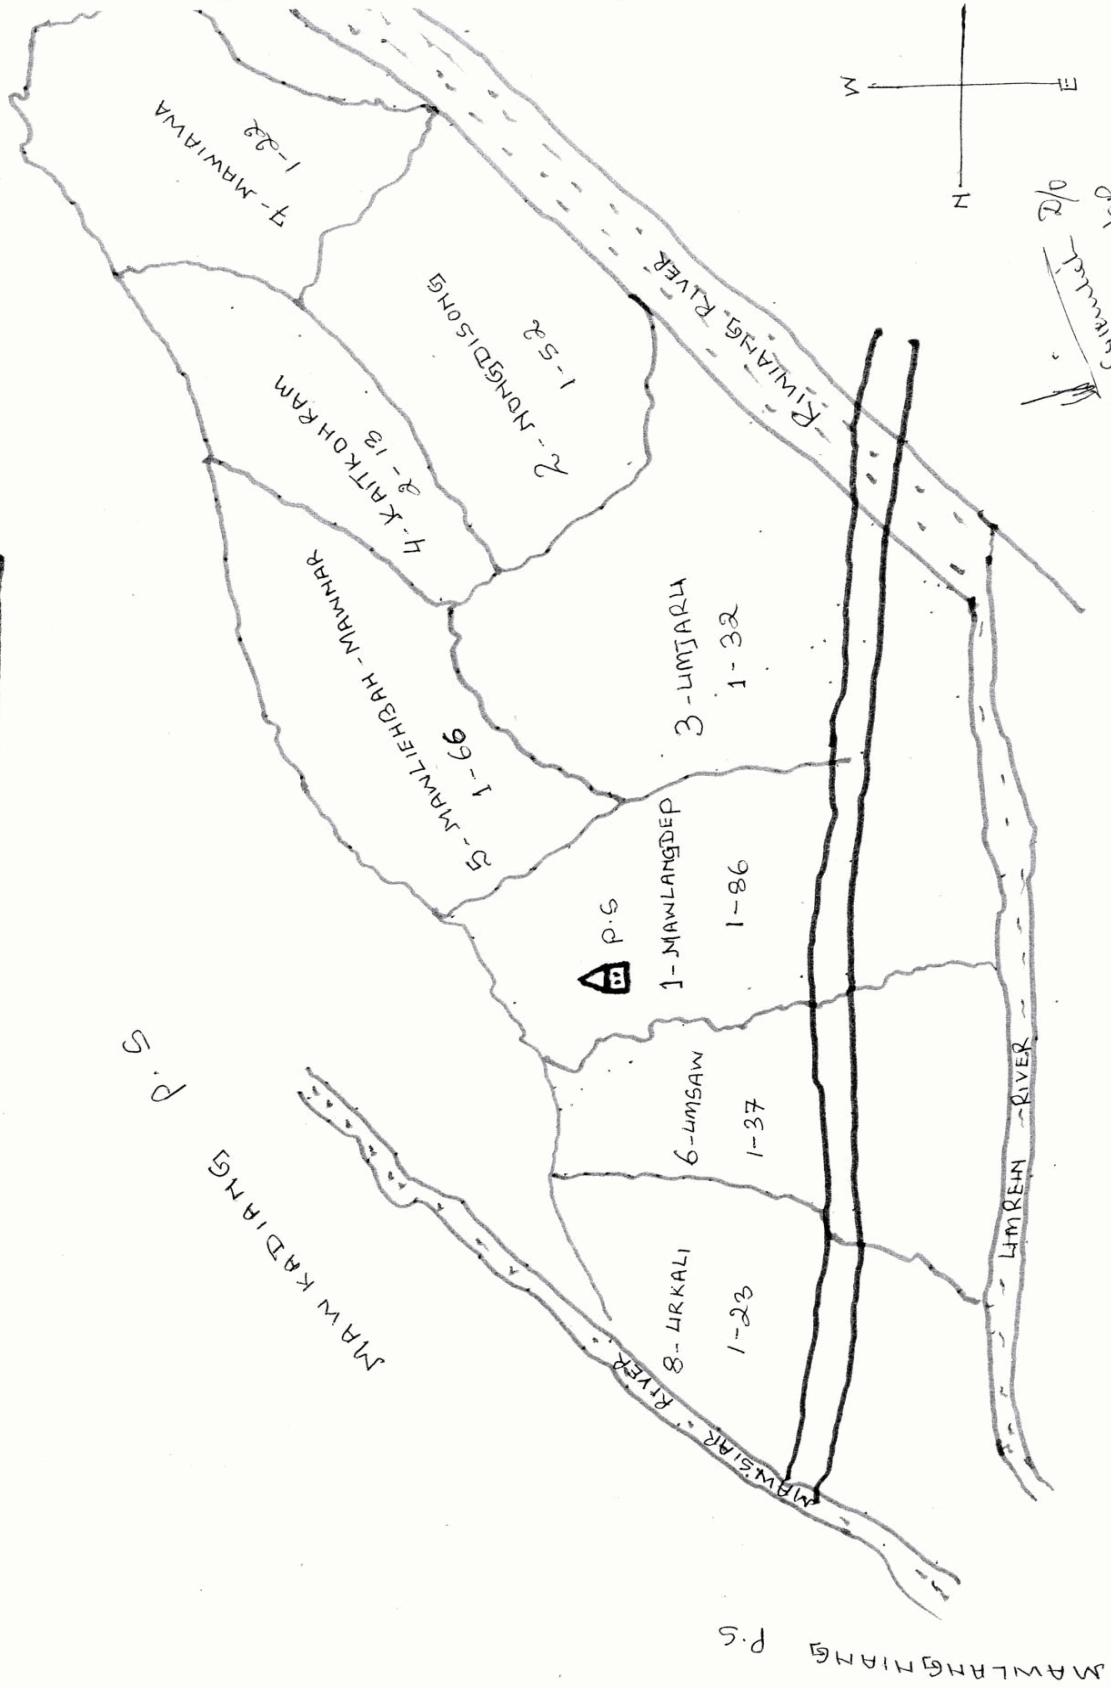 7-MAWIAWA
1-22
2-NONGDISONG
1-52
4-KAITKOHRAM
2-13
5-MAWLIEHBAH-MAWNAR
1-66
3-UMJARU
1-32
1-MAWLANGDEP
1-86
P.S
6-UMSAW
1-37
8-URKALI
1-23
RIWIANG RIVER
UMREIN RIVER
MAWSIAR RIVER
MAWKADIANG P.S
MAWLANGNIANG P.S
W
E
N